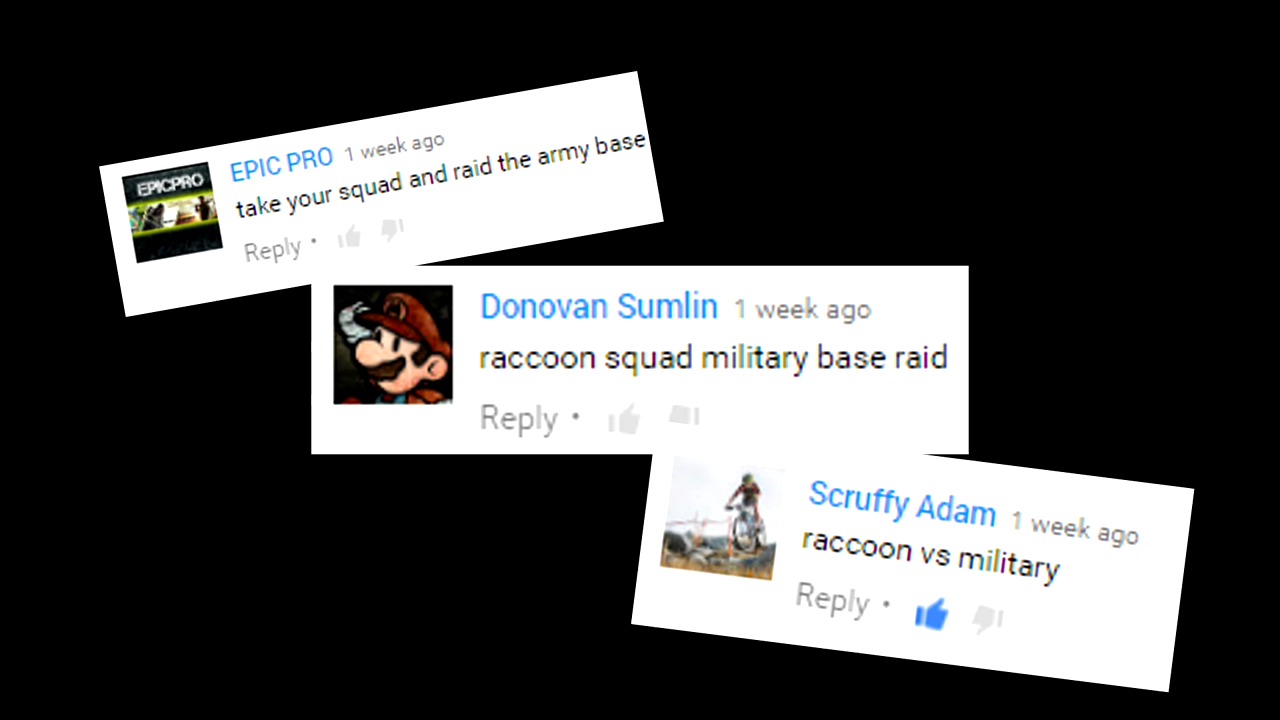 EPICPRO
EPIC PRO 1 week ago
take your squad and raid the army base
Reply •
Donovan Sumlin 1 week ago
raccoon squad military base raid
Reply •
Scruffy Adam 1 week ago
raccoon vs military
Reply •